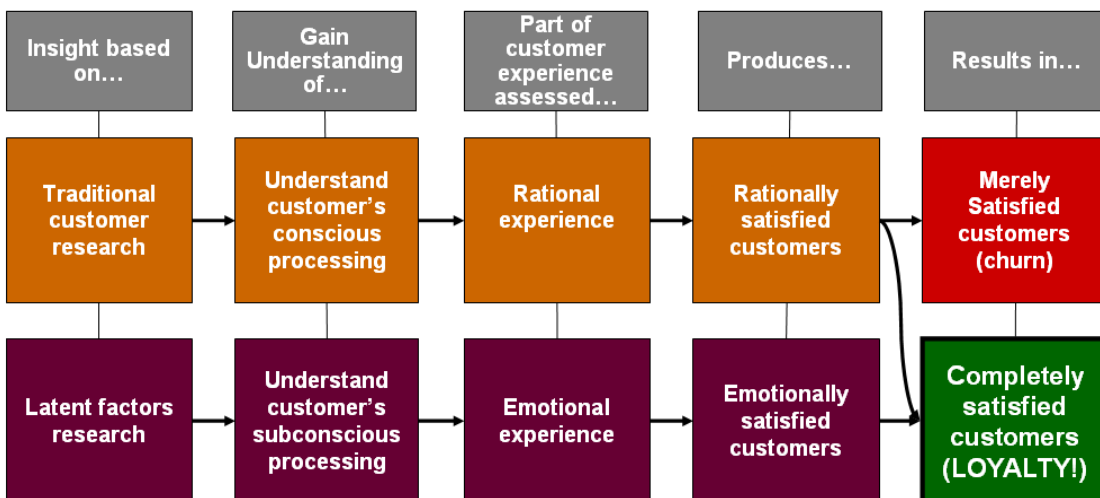 Insight based
on…
Gain
Understanding
of…
Part of
customer
experience
assessed…
Produces…
Results in…
Traditional
customer
research
Understand
customer’s
conscious
processing
Rational
experience
Rationally
satisfied
customers
Merely
Satisfied
customers
(churn)
Latent factors
research
Understand
customer’s
subconscious
processing
Emotional
experience
Emotionally
satisfied
customers
Completely
satisfied
customers
(LOYALTY!)